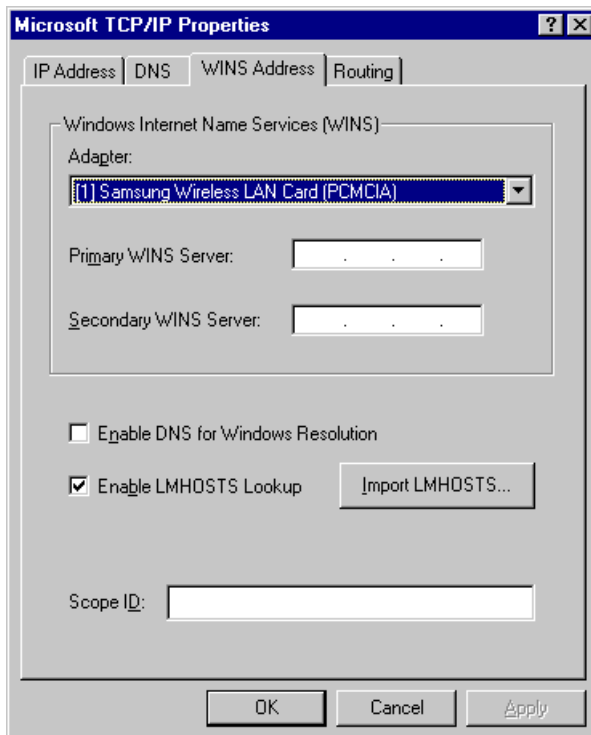 Microsoft TCP/IP Properties
IP Address DNS WINS Address Routing
Windows Internet Name Services (WINS)
Adapter:
[1] Samsung Wireless LAN Card (PCMCIA)
Primary WINS Server: . . .
Secondary WINS Server: . . .
Enable DNS for Windows Resolution
Enable LMHOSTS Lookup Import LMHOSTS...
Scope ID:
OK Cancel Apply